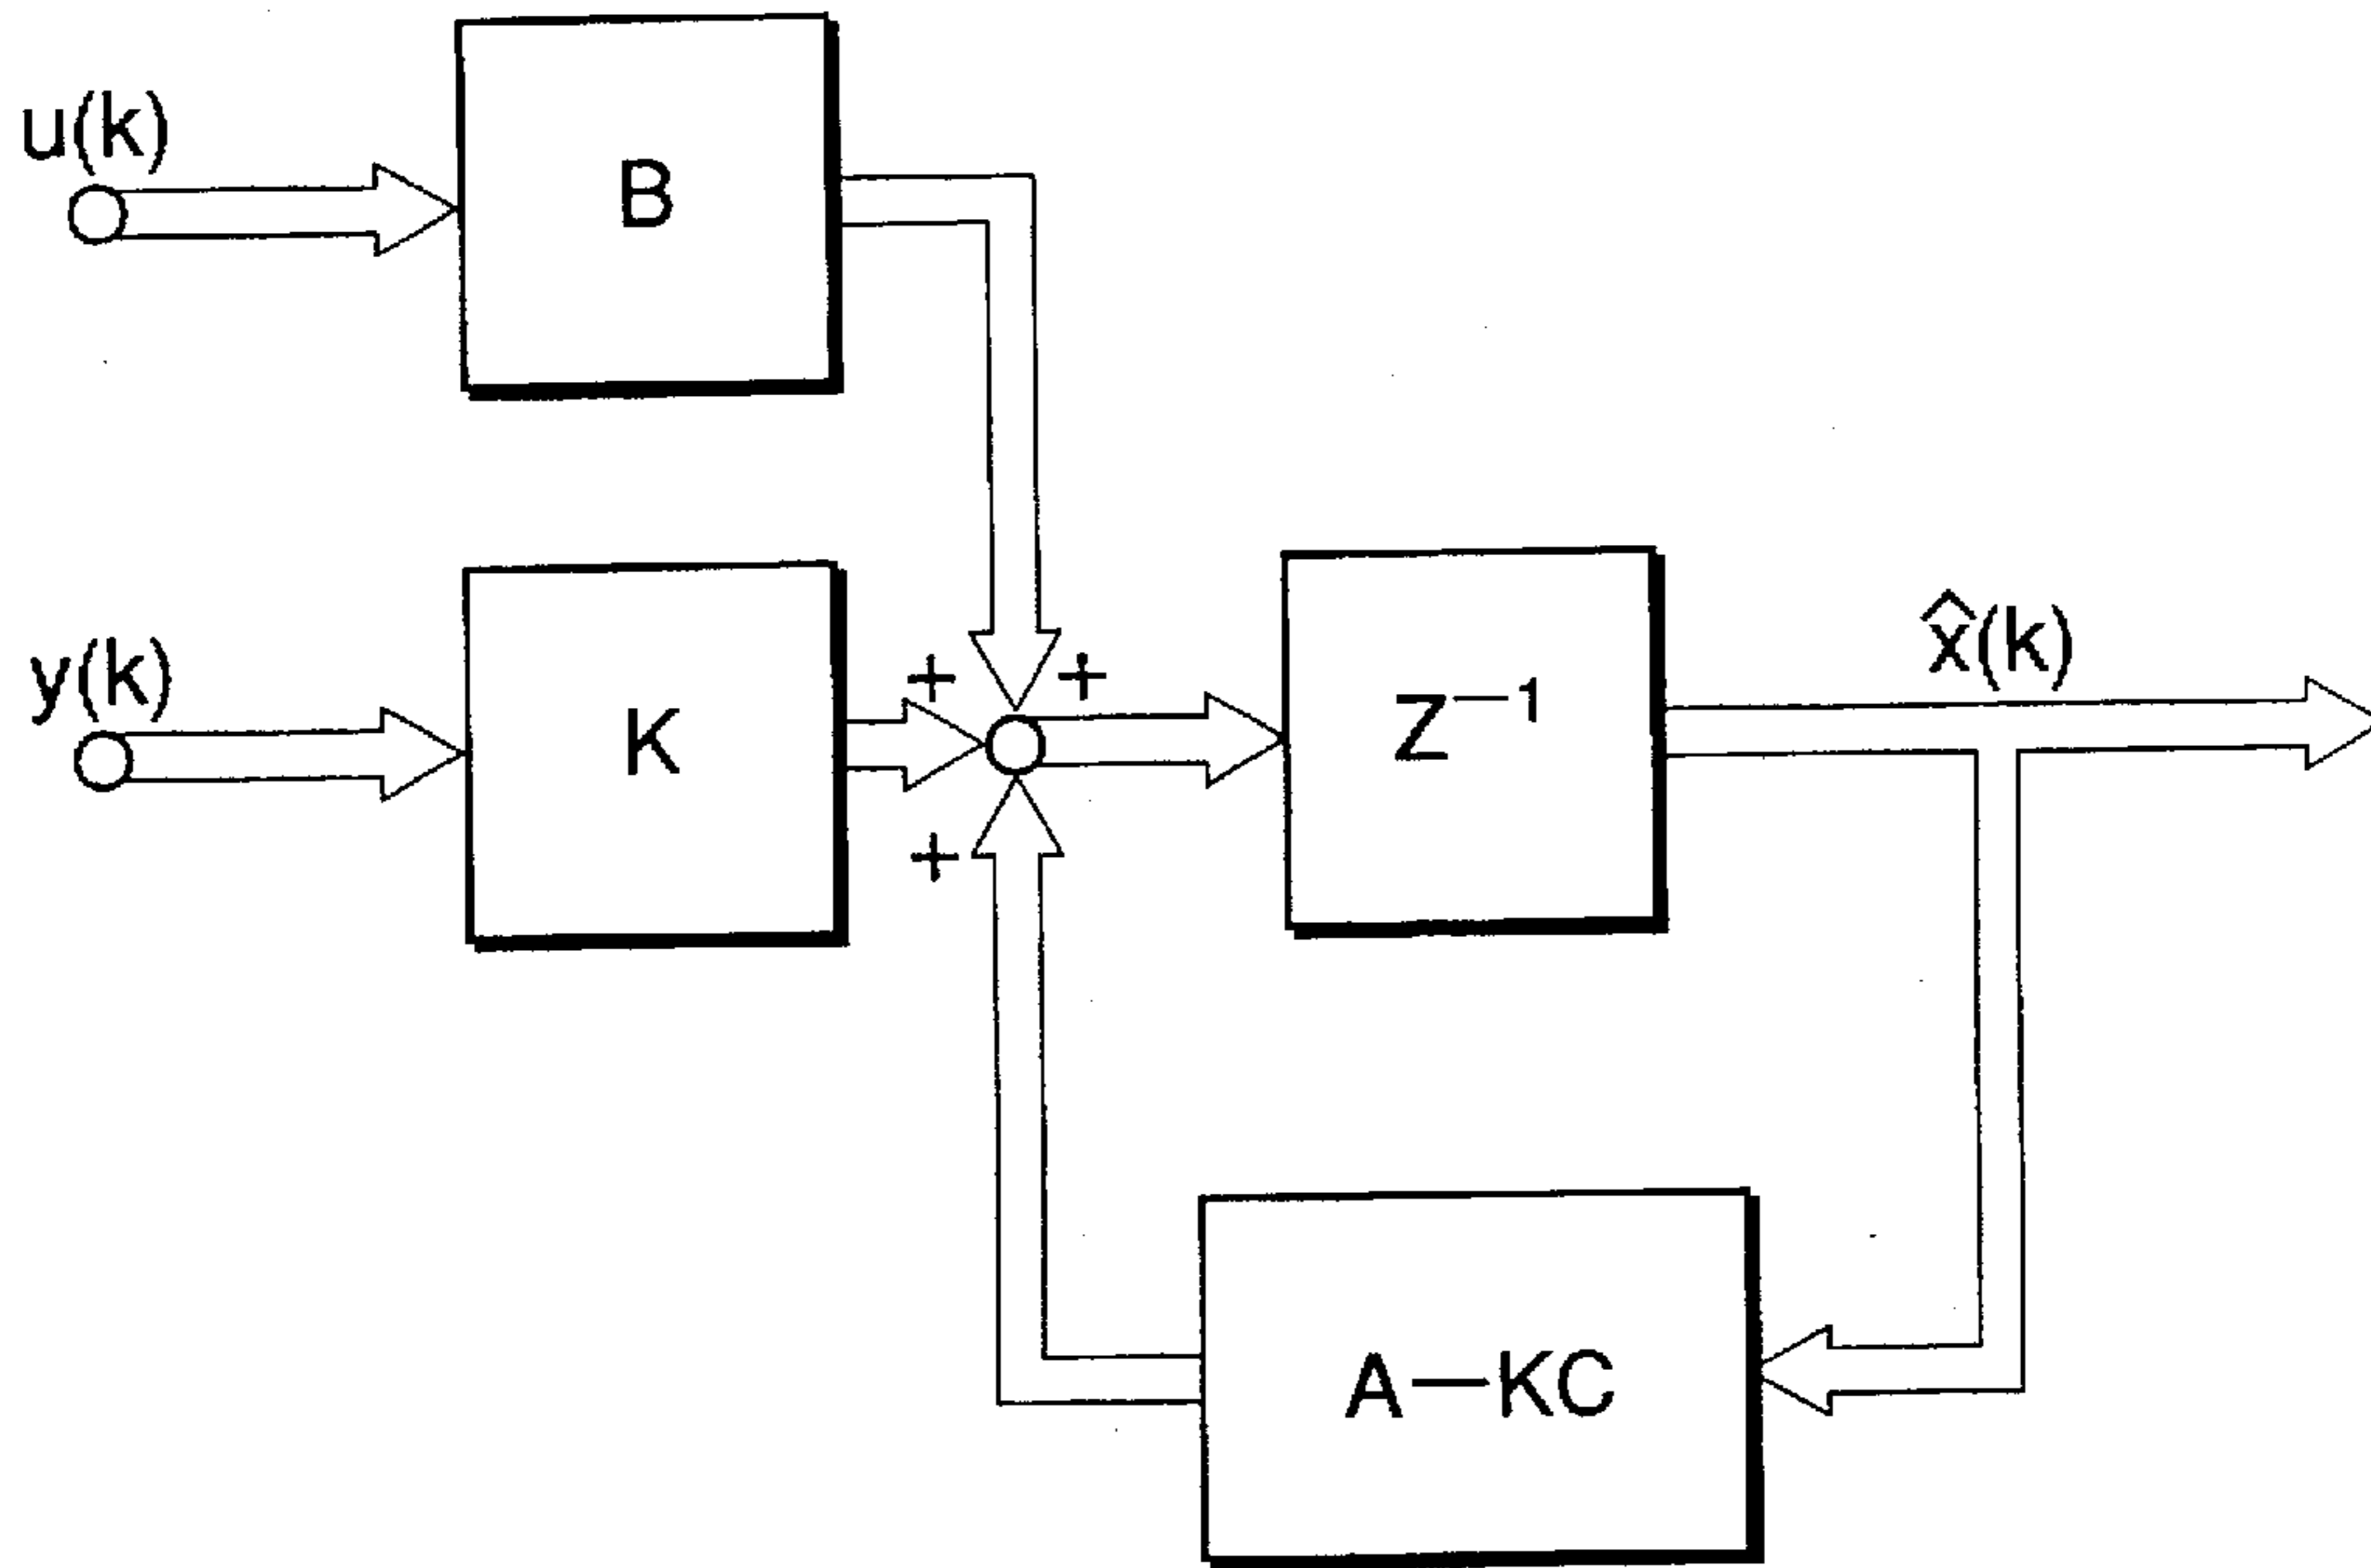 u(k)
B
y(k)
K
+
+
+
Z⁻¹
x̂(k)
A−KC